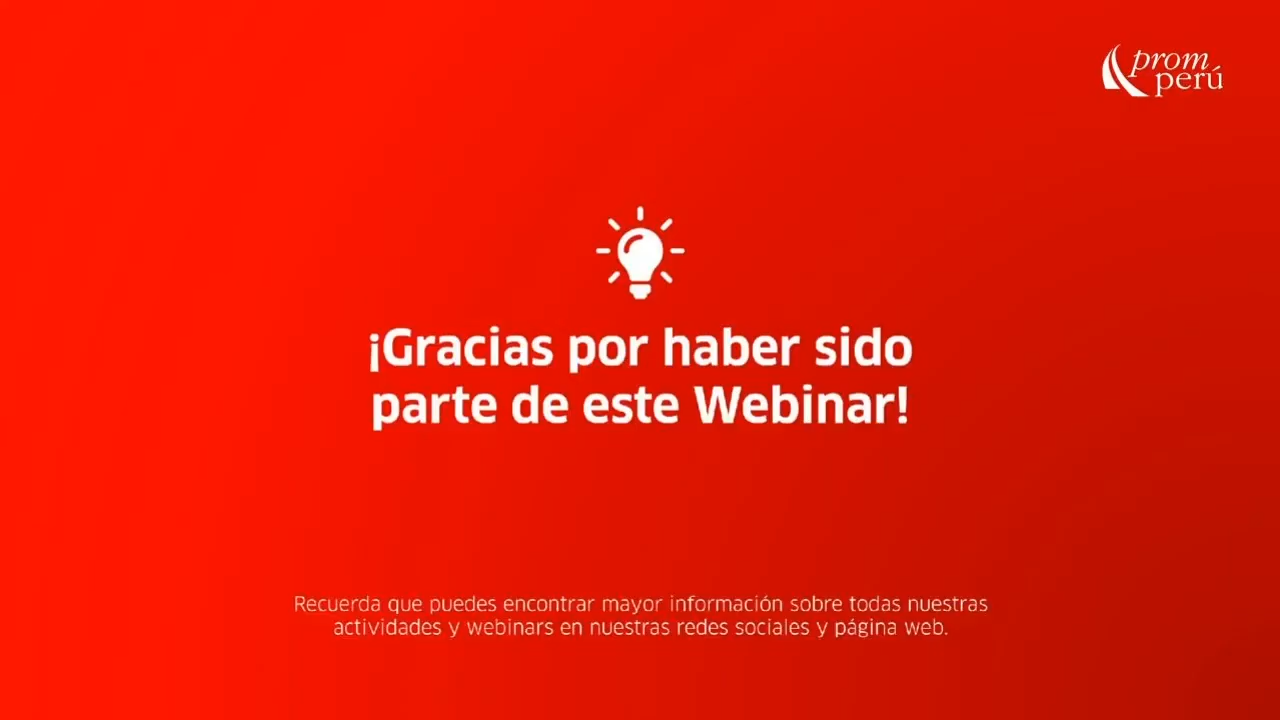 prom
perú
¡Gracias por haber sido
parte de este Webinar!
Recuerda que puedes encontrar mayor información sobre todas nuestras
actividades y webinars en nuestras redes sociales y página web.